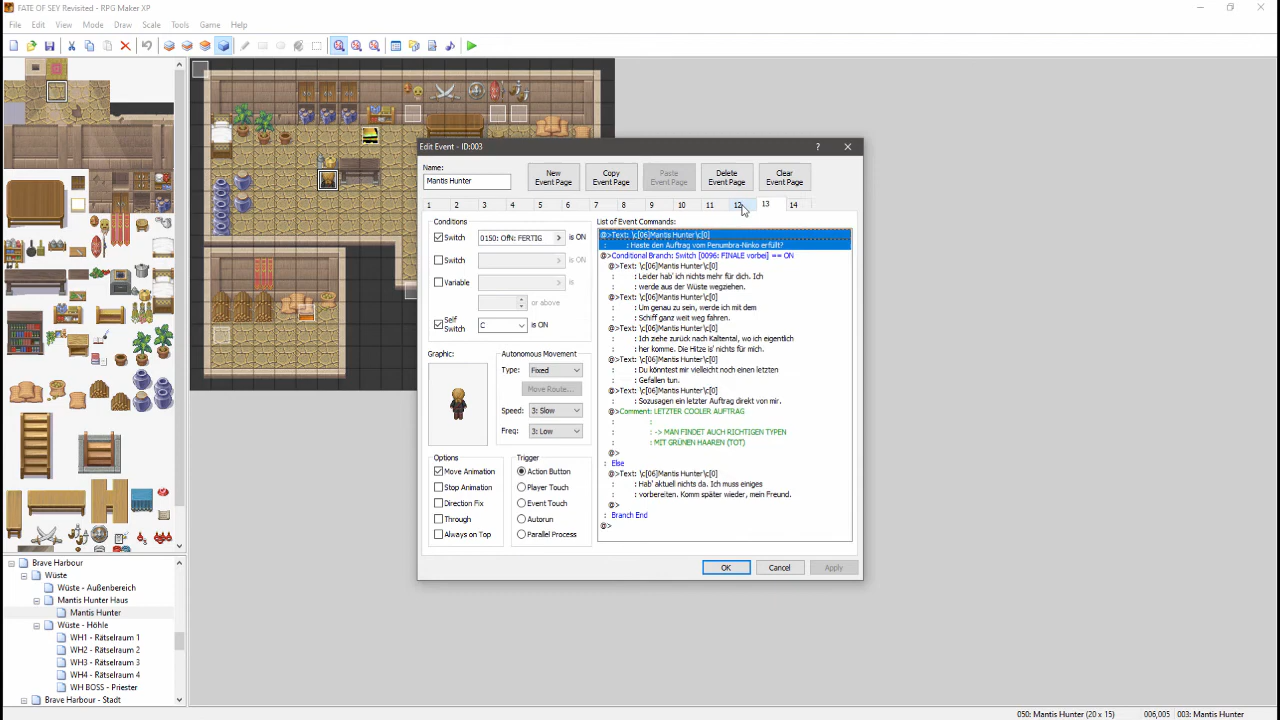 FATE OF SEY Revisited - RPG Maker XP
File Edit View Mode Draw Scale Tools Game Help
Edit Event - ID:003
Name:
Mantis Hunter
New Event Page
Copy Event Page
Paste Event Page
Delete Event Page
Clear Event Page
1 2 3 4 5 6 7 8 9 10 11 12 13 14
Conditions
Switch 0150: OfN: FERTIG is ON
Switch is ON
Variable is
or above
Self Switch C is ON
Graphic:
Autonomous Movement
Type: Fixed
Move Route...
Speed: 3: Slow
Freq: 3: Low
Options
Move Animation
Stop Animation
Direction Fix
Through
Always on Top
Trigger
Action Button
Player Touch
Event Touch
Autorun
Parallel Process
List of Event Commands:
@>Text: \c[06]Mantis Hunter\c[0]
: : Haste den Auftrag vom Penumbra-Ninko erfüllt?
@>Conditional Branch: Switch [0096: FINALE vorbei] == ON
@>Text: \c[06]Mantis Hunter\c[0]
: : Leider hab' ich nichts mehr für dich. Ich
: : werde aus der Wüste wegziehen.
@>Text: \c[06]Mantis Hunter\c[0]
: : Um genau zu sein, werde ich mit dem
: : Schiff ganz weit weg fahren.
@>Text: \c[06]Mantis Hunter\c[0]
: : Ich ziehe zurück nach Kaltental, wo ich eigentlich
: : her komme. Die Hitze is' nichts für mich.
@>Text: \c[06]Mantis Hunter\c[0]
: : Du könntest mir vielleicht noch einen letzten
: : Gefallen tun.
@>Text: \c[06]Mantis Hunter\c[0]
: : Sozusagen ein letzter Auftrag direkt von mir.
@>Comment: LETZTER COOLER AUFTRAG
: :
: : -> MAN FINDET AUCH RICHTIGEN TYPEN
: : MIT GRÜNEN HAAREN (TOT)
@>
: Else
@>Text: \c[06]Mantis Hunter\c[0]
: : Hab' aktuell nichts da. Ich muss einiges
: : vorbereiten. Komm später wieder, mein Freund.
@>
: Branch End
@>
OK Cancel Apply
Brave Harbour
Wüste
Wüste - Außenbereich
Mantis Hunter Haus
Mantis Hunter
Wüste - Höhle
WH1 - Rätselraum 1
WH2 - Rätselraum 2
WH3 - Rätselraum 3
WH4 - Rätselraum 4
WH BOSS - Priester
Brave Harbour - Stadt
050: Mantis Hunter (20 x 15) 006,005 003: Mantis Hunter